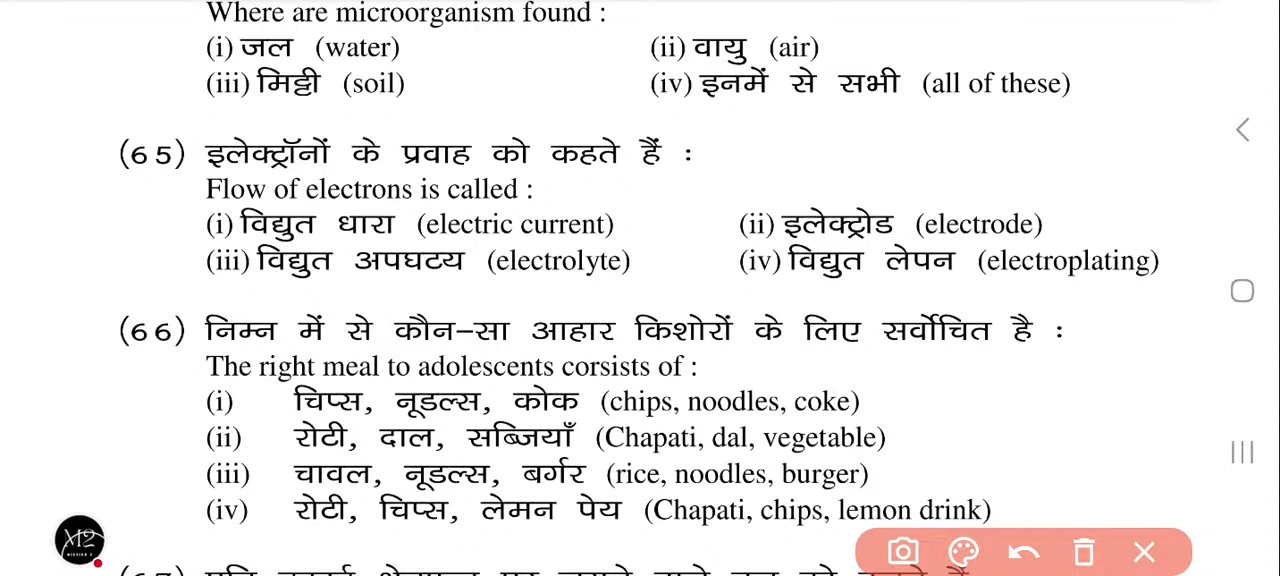 Where are microorganism found :
(i) जल (water) (ii) वायु (air)
(iii) मिट्टी (soil) (iv) इनमें से सभी (all of these)
(65) इलेक्ट्रॉनों के प्रवाह को कहते हैं :
Flow of electrons is called :
(i) विद्युत धारा (electric current) (ii) इलेक्ट्रोड (electrode)
(iii) विद्युत अपघटय (electrolyte) (iv) विद्युत लेपन (electroplating)
(66) निम्न में से कौन-सा आहार किशोरों के लिए सर्वोचित है :
The right meal to adolescents corsists of :
(i) चिप्स, नूडल्स, कोक (chips, noodles, coke)
(ii) रोटी, दाल, सब्जियाँ (Chapati, dal, vegetable)
(iii) चावल, नूडल्स, बर्गर (rice, noodles, burger)
(iv) रोटी, चिप्स, लेमन पेय (Chapati, chips, lemon drink)